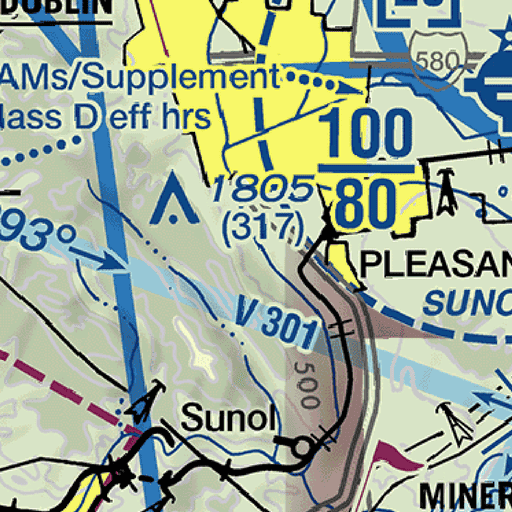 DUBLIN
580
AMs/Supplement
lass D eff hrs
100
80
1805
(317)
93°
PLEASAN
SUNO
V 301
500
Sunol
MINER